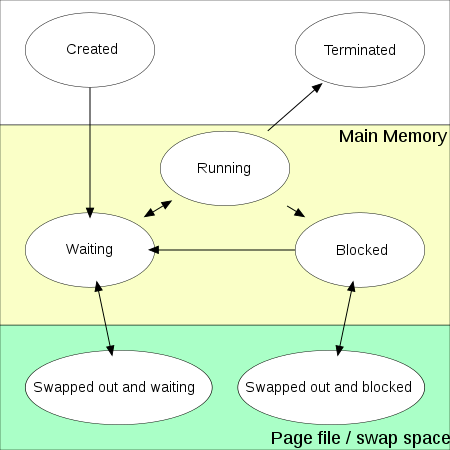 Created
Terminated
Main Memory
Running
Waiting
Blocked
Swapped out and waiting
Swapped out and blocked
Page file / swap space